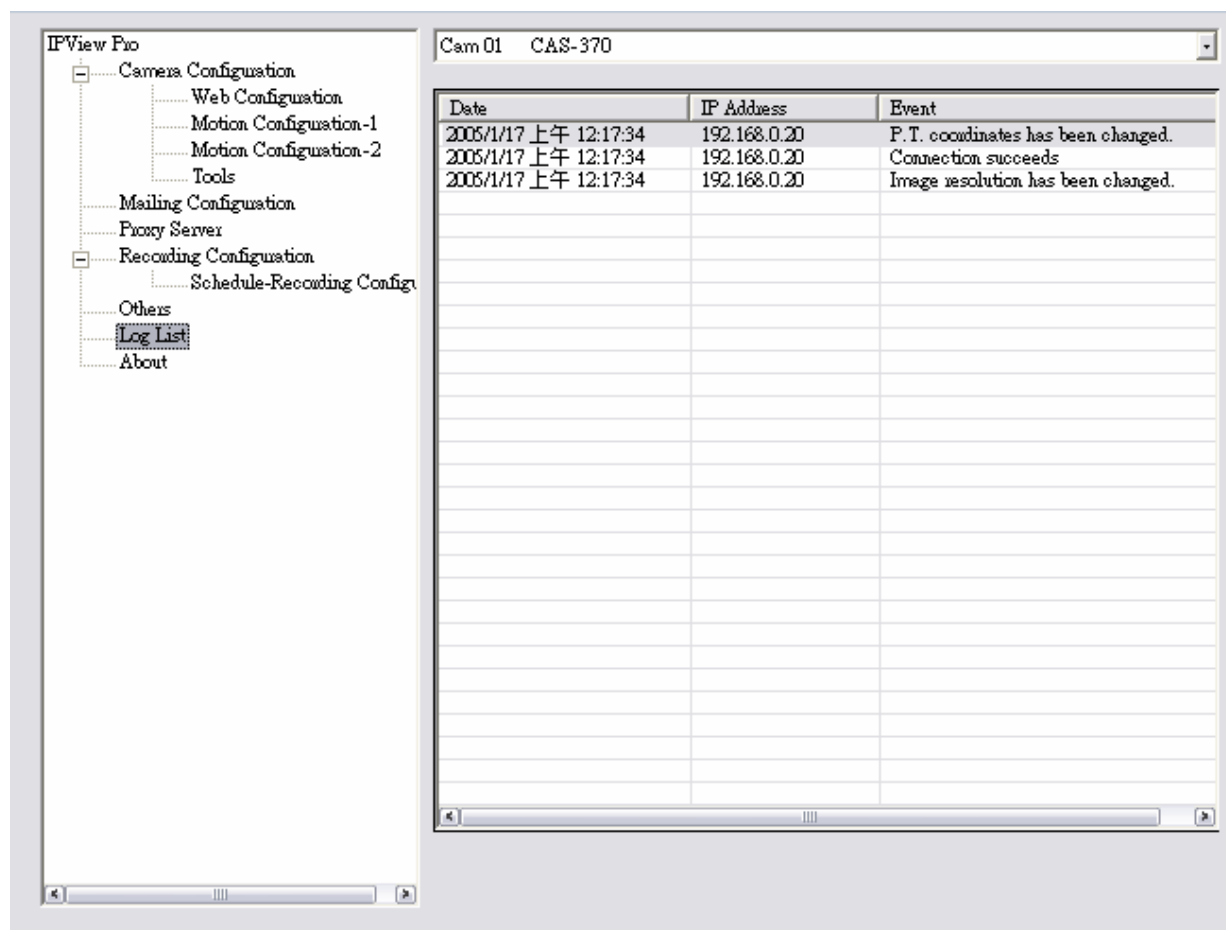 IPView Pro
Camera Configuration
Web Configuration
Motion Configuration-1
Motion Configuration-2
Tools
Mailing Configuration
Proxy Server
Recording Configuration
Schedule-Recording Configu
Others
Log List
About
Cam 01 CAS-370
Date IP Address Event
2005/1/17 上午 12:17:34 192.168.0.20 P.T. coordinates has been changed.
2005/1/17 上午 12:17:34 192.168.0.20 Connection succeeds
2005/1/17 上午 12:17:34 192.168.0.20 Image resolution has been changed.